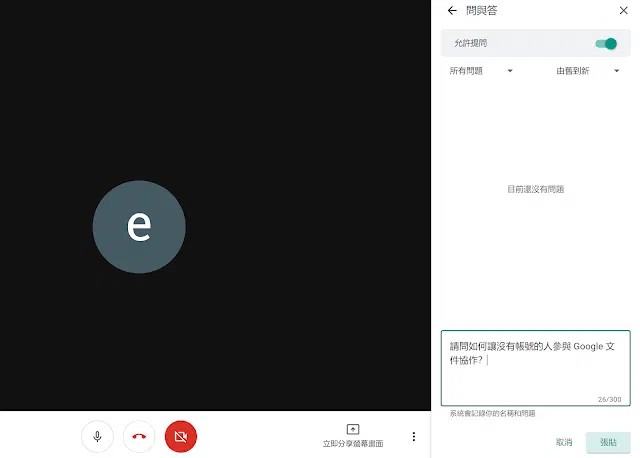 問與答
允許提問
所有問題
由舊到新
目前還沒有問題
e
請問如何讓沒有帳號的人參與 Google 文
件協作?
26/300
系統會記錄你的名稱和問題
取消
張貼
立即分享螢幕畫面